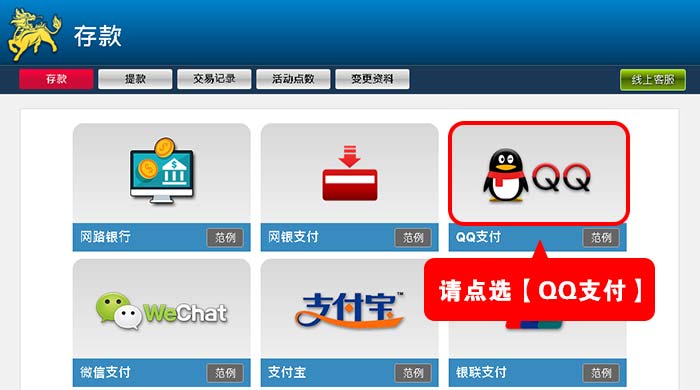 存款
存款 提款 交易记录 活动点数 变更资料 线上客服
QQ
网路银行 范例 网银支付 范例 QQ支付 范例
请点选【QQ支付】
WeChat 支付宝™
微信支付 范例 支付宝 范例 银联支付 范例